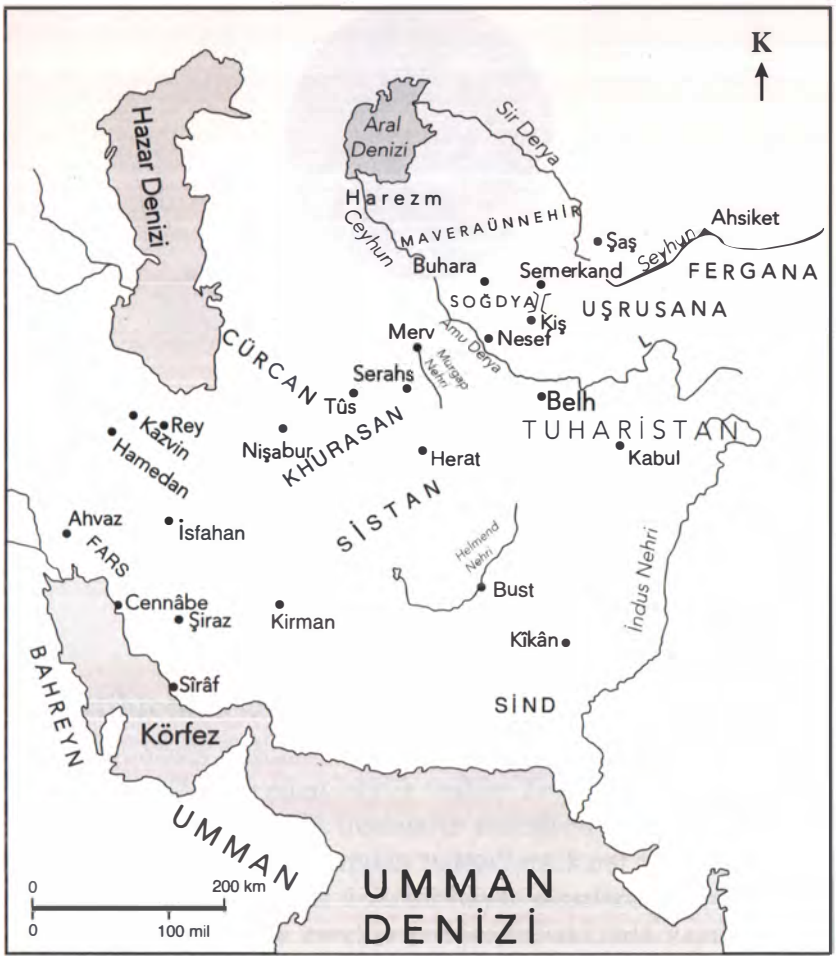 K
Hazar Denizi
Aral
Denizi
Sir Derya
Harezm
Ceyhun
MAVERAÜNNEHİR
Şaş
Seyhun
Ahsiket
FERGANA
Buhara
Semerkand
SOĞDYA
UŞRUSANA
Kiş
Nesef
Amu Derya
Merv
Murgap
Nehri
CÜRCAN
Serahs
Tûs
Belh
TUHARİSTAN
Kabul
Kazvin
Rey
Hamedan
Nişabur
KHURASAN
Herat
SİSTAN
Ahvaz
FARS
İsfahan
Helmend
Nehri
Bust
İndus Nehri
Cennâbe
Şiraz
Kirman
Kîkân
BAHREYN
Sîrâf
SİND
Körfez
UMMAN
UMMAN
DENİZİ
0 200 km
0 100 mil